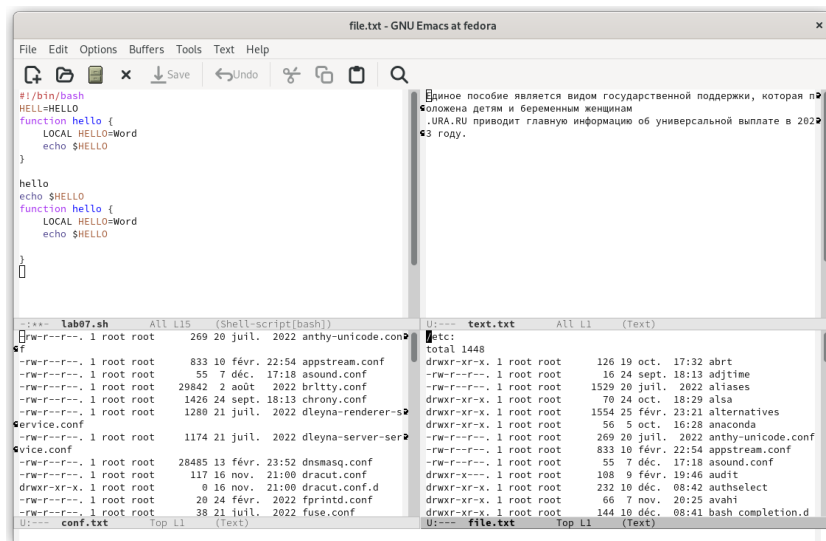 file.txt - GNU Emacs at fedora
File Edit Options Buffers Tools Text Help
Save Undo
#!/bin/bash
HELL=HELLO
function hello {
    LOCAL HELLO=Word
    echo $HELLO
}
hello
echo $HELLO
function hello {
    LOCAL HELLO=Word
    echo $HELLO
}
-:**- lab07.sh All L15 (Shell-script[bash])
Единое пособие является видом государственной поддержки, которая п
оложена детям и беременным женщинам
.URA.RU приводит главную информацию об универсальной выплате в 202
3 году.
U:--- text.txt All L1 (Text)
-rw-r--r--. 1 root root 269 20 juil. 2022 anthy-unicode.con
f
-rw-r--r--. 1 root root 833 10 févr. 22:54 appstream.conf
-rw-r--r--. 1 root root 55 7 déc. 17:18 asound.conf
-rw-r--r--. 1 root root 29842 2 août 2022 brltty.conf
-rw-r--r--. 1 root root 1426 24 sept. 18:13 chrony.conf
-rw-r--r--. 1 root root 1280 21 juil. 2022 dleyna-renderer-s
ervice.conf
-rw-r--r--. 1 root root 1174 21 juil. 2022 dleyna-server-ser
vice.conf
-rw-r--r--. 1 root root 28485 13 févr. 23:52 dnsmasq.conf
-rw-r--r--. 1 root root 117 16 nov. 21:00 dracut.conf
drwxr-xr-x. 1 root root 0 16 nov. 21:00 dracut.conf.d
-rw-r--r--. 1 root root 20 24 févr. 2022 fprintd.conf
-rw-r--r--. 1 root root 38 21 juil. 2022 fuse.conf
U:--- conf.txt Top L1 (Text)
/etc:
total 1448
drwxr-xr-x. 1 root root 126 19 oct. 17:32 abrt
-rw-r--r--. 1 root root 16 24 sept. 18:13 adjtime
-rw-r--r--. 1 root root 1529 20 juil. 2022 aliases
drwxr-xr-x. 1 root root 70 24 oct. 18:29 alsa
drwxr-xr-x. 1 root root 1554 25 févr. 23:21 alternatives
drwxr-xr-x. 1 root root 56 5 oct. 16:28 anaconda
-rw-r--r--. 1 root root 269 20 juil. 2022 anthy-unicode.conf
-rw-r--r--. 1 root root 833 10 févr. 22:54 appstream.conf
-rw-r--r--. 1 root root 55 7 déc. 17:18 asound.conf
drwxr-x---. 1 root root 108 9 févr. 19:46 audit
drwxr-xr-x. 1 root root 232 10 déc. 08:42 authselect
drwxr-xr-x. 1 root root 66 7 nov. 20:25 avahi
drwxr-xr-x. 1 root root 144 10 déc. 08:41 bash_completion.d
U:--- file.txt Top L1 (Text)